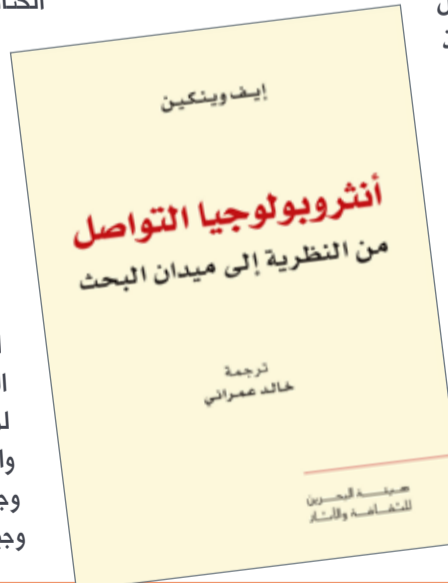 إيف وينكين
أنثروبولوجيا التواصل
من النظرية إلى ميدان البحث
ترجمة
خالد عمراني
هيئة البحرين
للثقافة والآثار